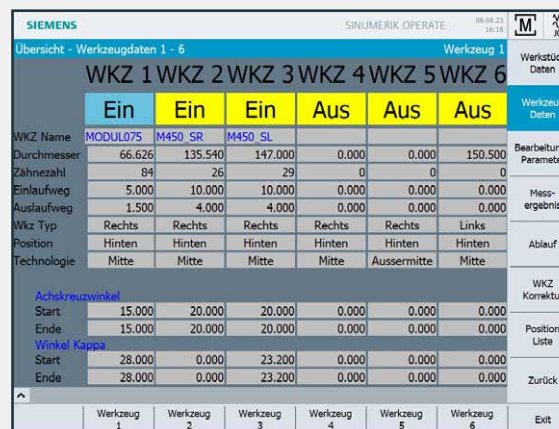 SIEMENS SINUMERIK OPERATE 08.08.23
16:10
M
Übersicht - Werkzeugdaten 1 - 6 Werkzeug 1
WKZ 1 WKZ 2 WKZ 3 WKZ 4 WKZ 5 WKZ 6
Ein Ein Ein Aus Aus Aus
WKZ Name MODUL075 M450_SR M450_SL
Durchmesser 66.626 135.540 147.000 0.000 0.000 150.500
Zähnezahl 84 26 29 0 0 0
Einlaufweg 5.000 10.000 10.000 0.000 0.000 0.000
Auslaufweg 1.500 4.000 4.000 0.000 0.000 0.000
Wkz Typ Rechts Rechts Rechts Rechts Rechts Links
Position Hinten Hinten Hinten Hinten Hinten Hinten
Technologie Mitte Mitte Mitte Mitte Aussermitte Mitte
Achskreuzwinkel
Start 15.000 20.000 20.000 0.000 0.000 0.000
Ende 15.000 20.000 20.000 0.000 0.000 0.000
Winkel Kappa
Start 28.000 0.000 23.200 0.000 0.000 0.000
Ende 28.000 0.000 23.200 0.000 0.000 0.000
Werkstüc
Daten
Werkzeu
Daten
Bearbeitun
Paramete
Mess-
ergebnis
Ablauf
WKZ
Korrektu
Position
Liste
Zurück
Werkzeug
1
Werkzeug
2
Werkzeug
3
Werkzeug
4
Werkzeug
5
Werkzeug
6
Exit